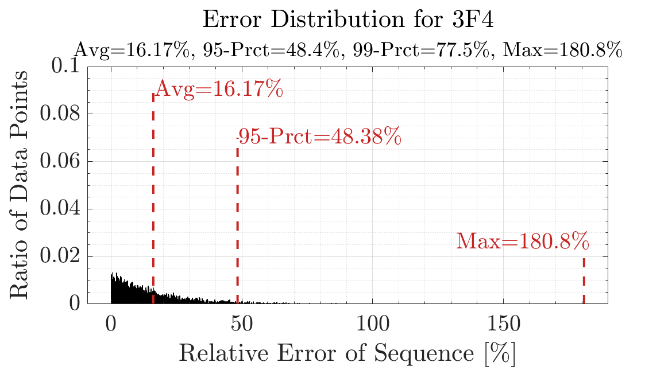 Error Distribution for 3F4
Avg=16.17%, 95-Prct=48.4%, 99-Prct=77.5%, Max=180.8%
0.1
0.08
0.06
0.04
0.02
0
Ratio of Data Points
Avg=16.17%
95-Prct=48.38%
Max=180.8%
0 50 100 150
Relative Error of Sequence [%]